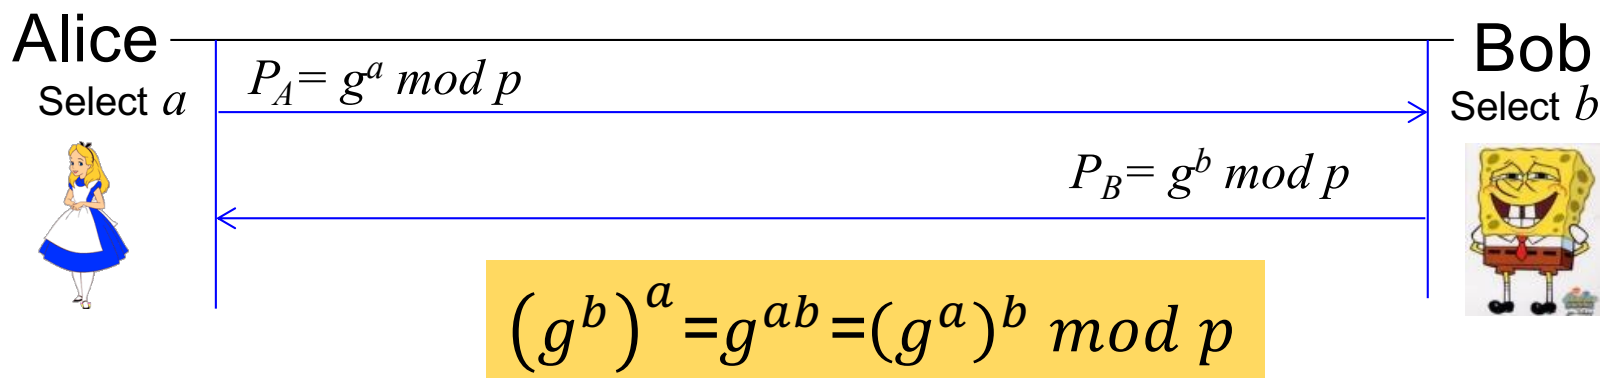 Alice
Bob
Select a
Select b
P_A= g^a mod p
P_B= g^b mod p
(g^b)^a=g^{ab}=(g^a)^b mod p